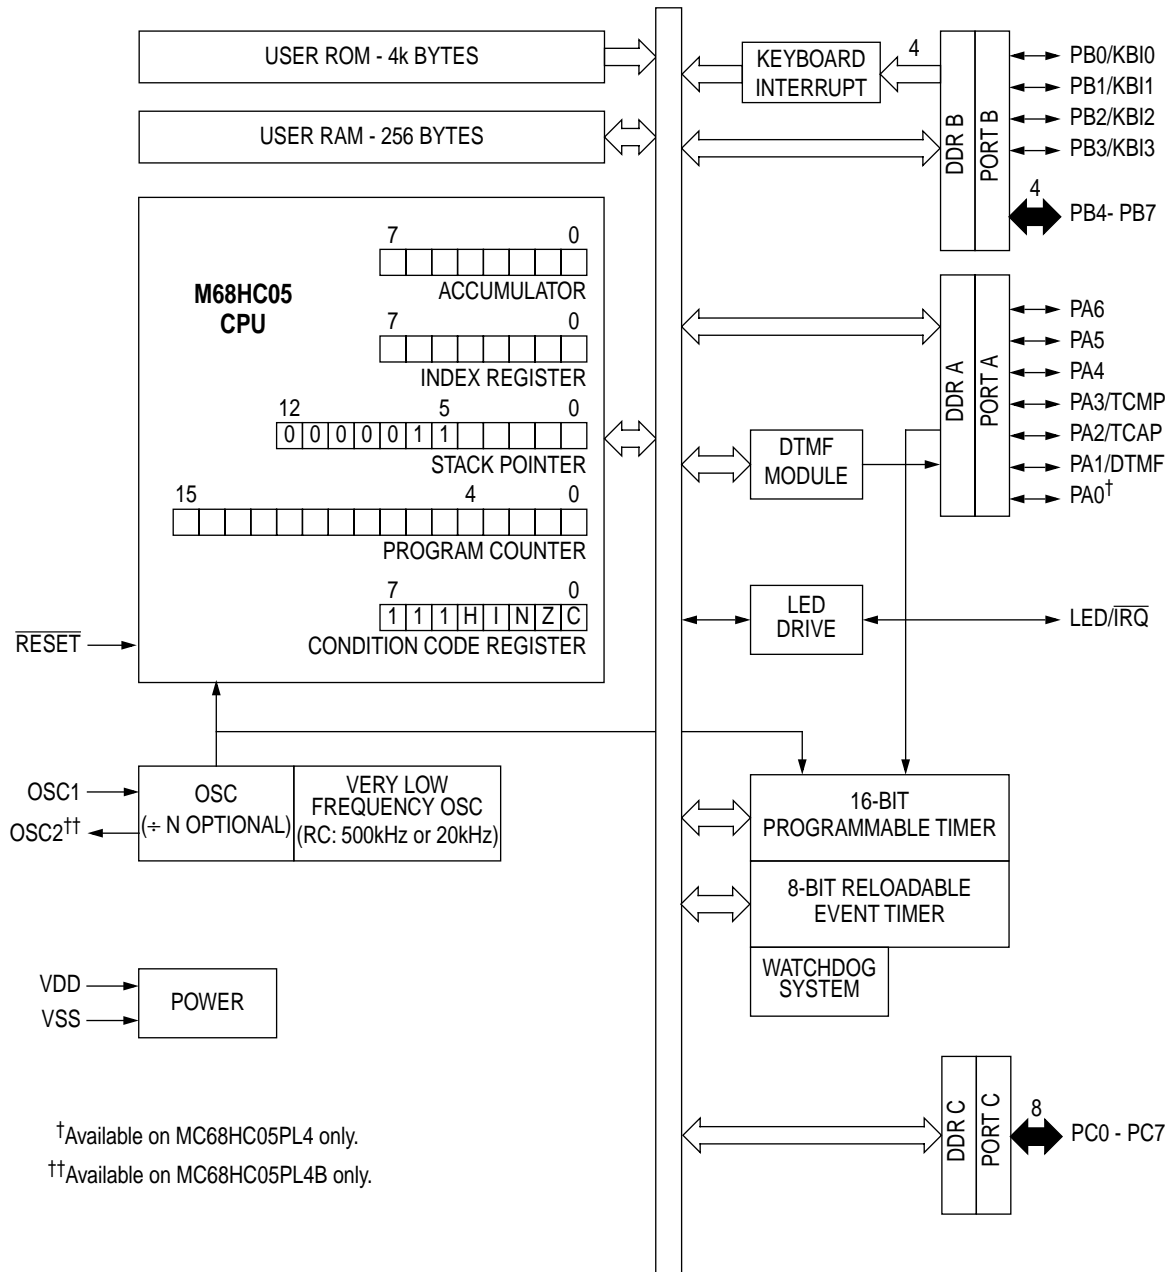 USER ROM - 4k BYTES
USER RAM - 256 BYTES
M68HC05
CPU
7 0
ACCUMULATOR
7 0
INDEX REGISTER
12 5 0
0 0 0 0 0 1 1
STACK POINTER
15 4 0
PROGRAM COUNTER
7 0
1 1 1 H I N Z C
CONDITION CODE REGISTER
RESET
OSC1
OSC2††
OSC
(÷ N OPTIONAL)
VERY LOW
FREQUENCY OSC
(RC: 500kHz or 20kHz)
VDD
VSS
POWER
†Available on MC68HC05PL4 only.
††Available on MC68HC05PL4B only.
KEYBOARD
INTERRUPT
4
DDR B
PORT B
PB0/KBI0
PB1/KBI1
PB2/KBI2
PB3/KBI3
4
PB4- PB7
DDR A
PORT A
PA6
PA5
PA4
PA3/TCMP
PA2/TCAP
PA1/DTMF
PA0†
DTMF
MODULE
LED
DRIVE
LED/IRQ
16-BIT
PROGRAMMABLE TIMER
8-BIT RELOADABLE
EVENT TIMER
WATCHDOG
SYSTEM
DDR C
PORT C
8
PC0 - PC7